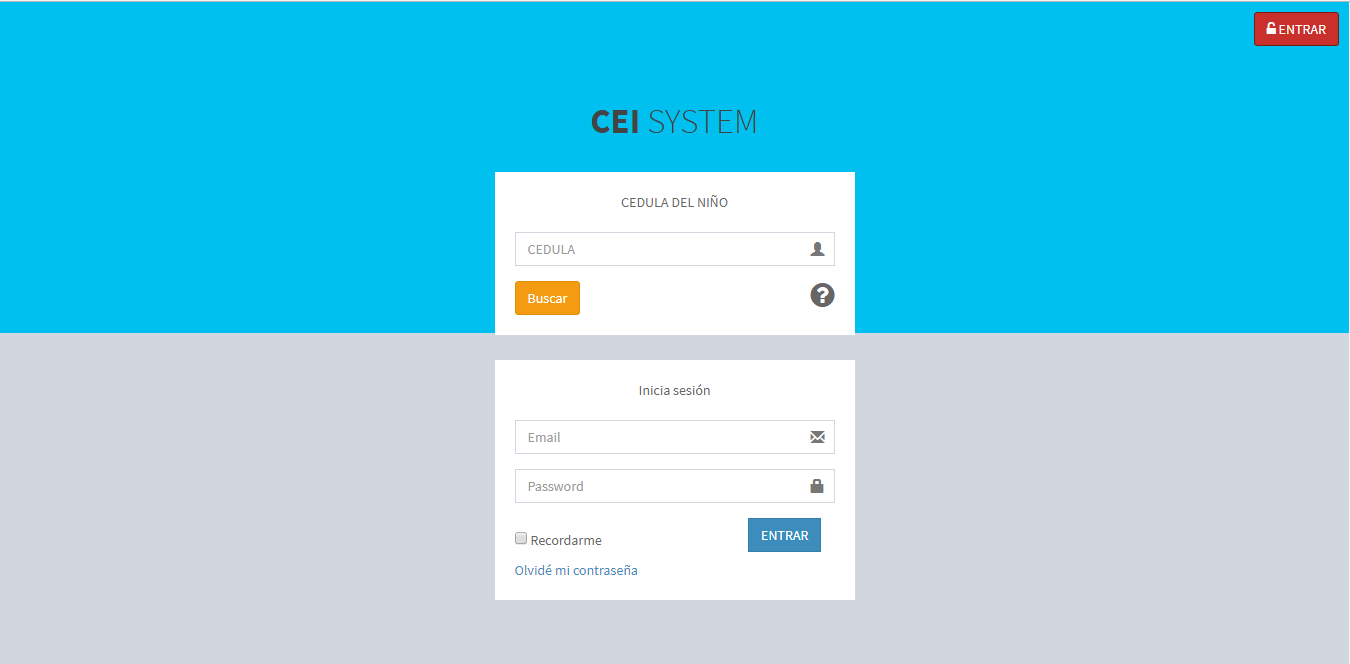 ENTRAR
CEI SYSTEM
CEDULA DEL NIÑO
CEDULA
Buscar
?
Inicia sesión
Email
Password
Recordarme
ENTRAR
Olvidé mi contraseña